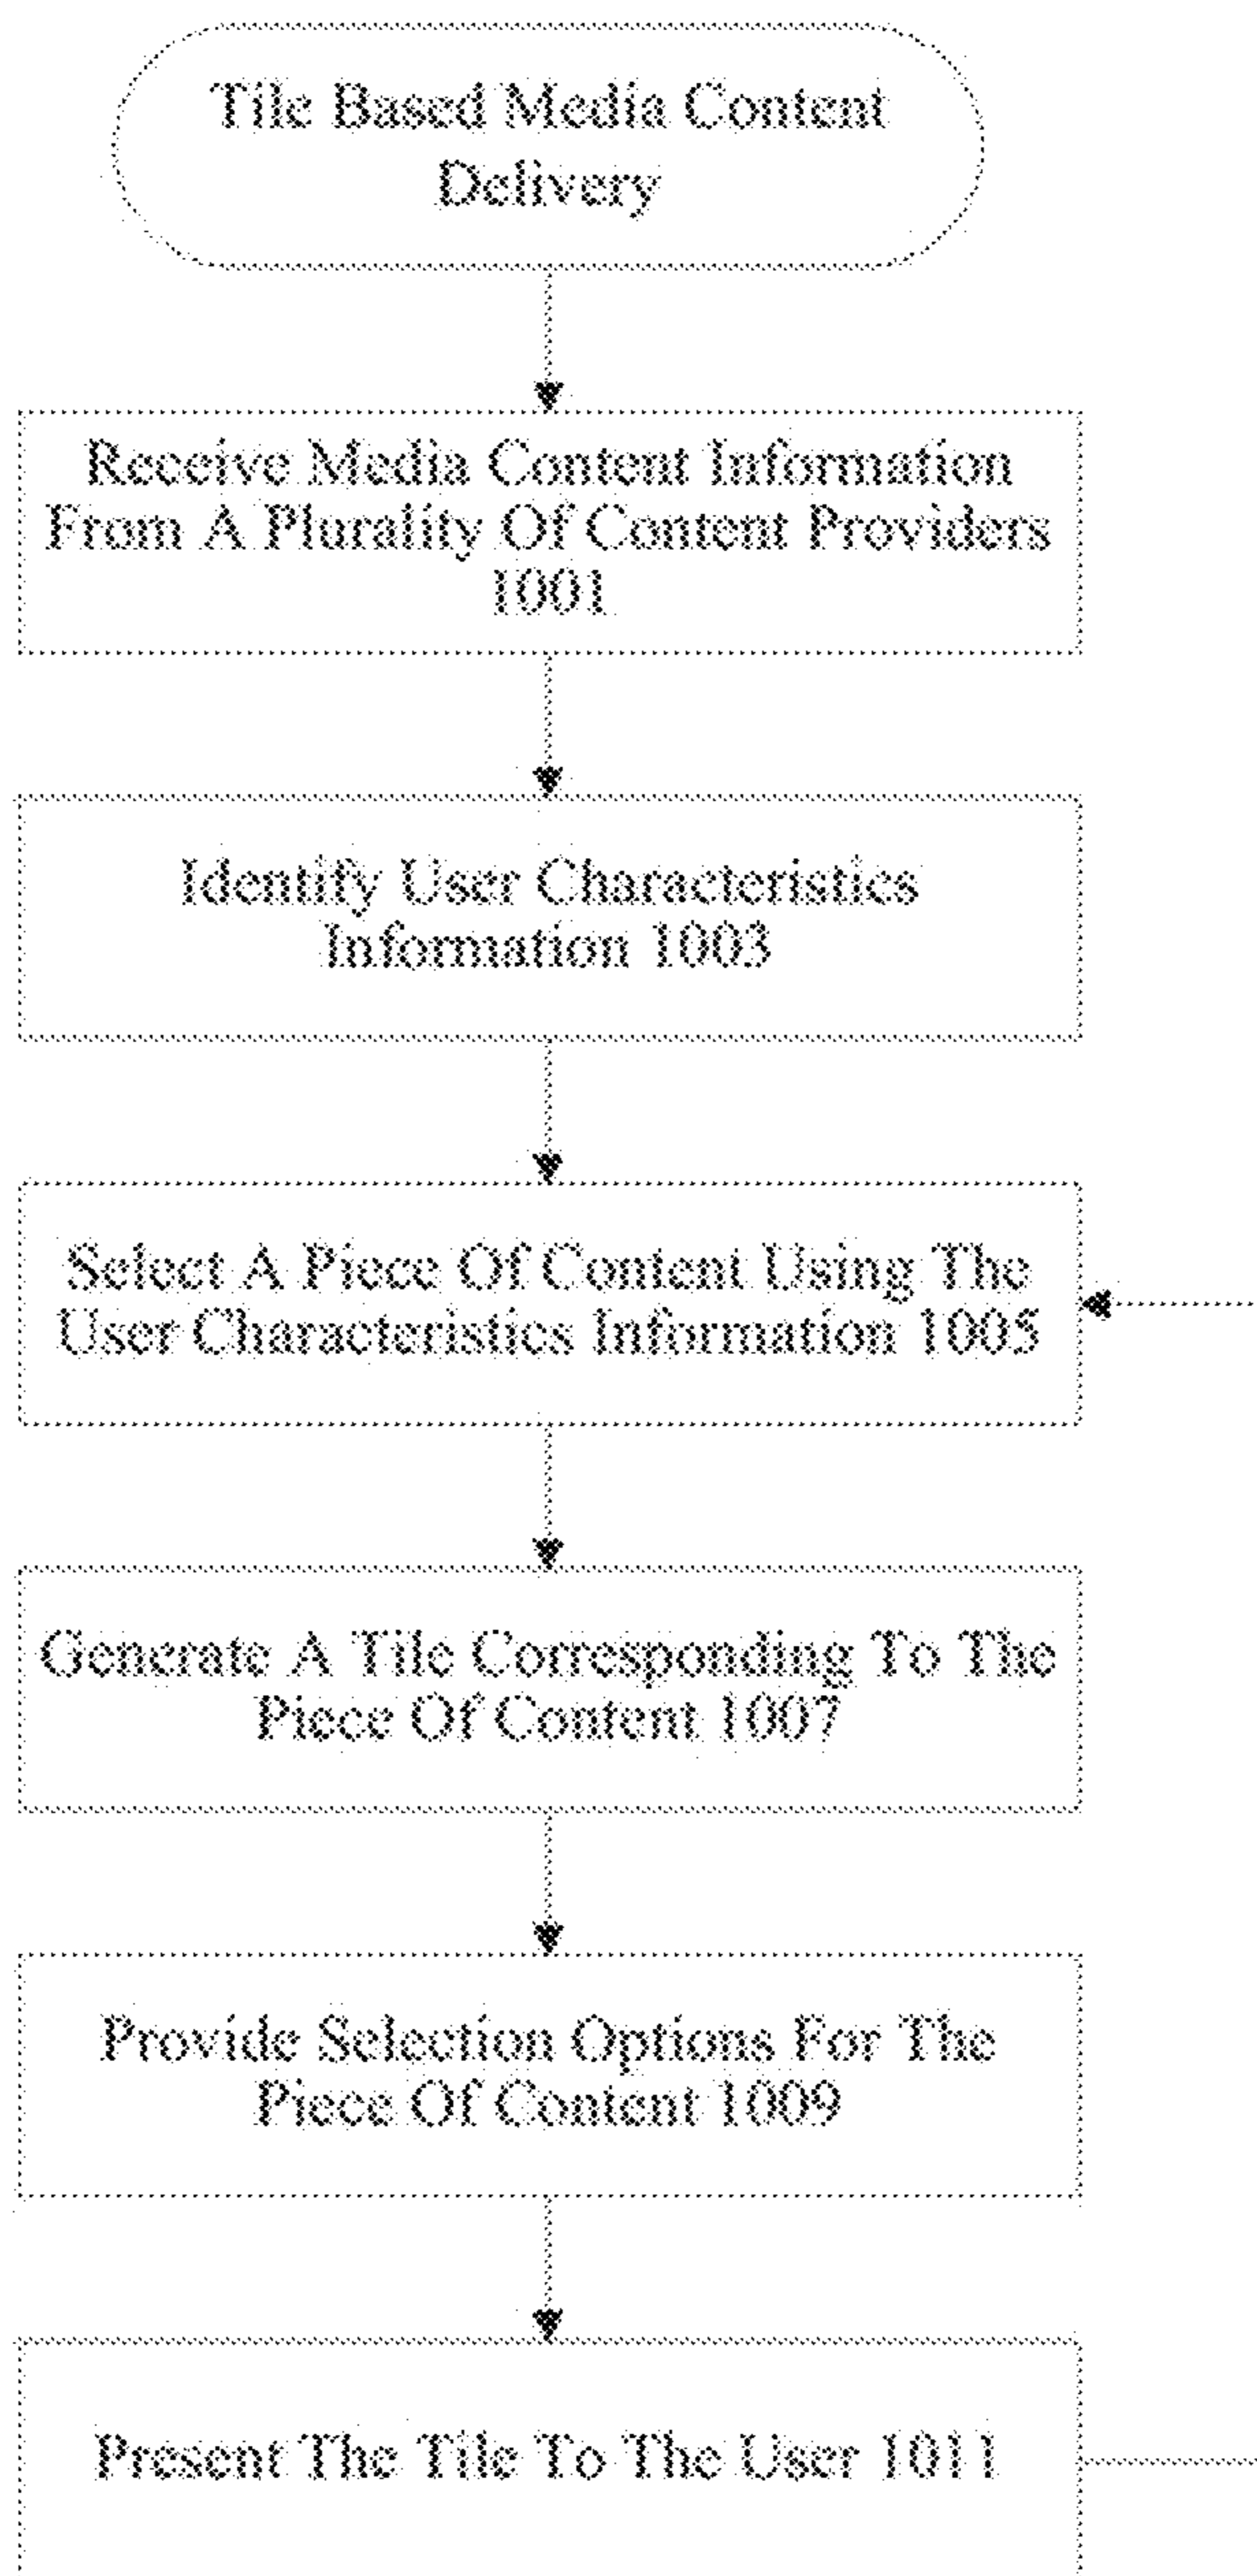 Tile Based Media Content
Delivery
Receive Media Content Information
From A Plurality Of Content Providers
1001
Identify User Characteristics
Information 1003
Select A Piece Of Content Using The
User Characteristics Information 1005
Generate A Tile Corresponding To The
Piece Of Content 1007
Provide Selection Options For The
Piece Of Content 1009
Present The Tile To The User 1011